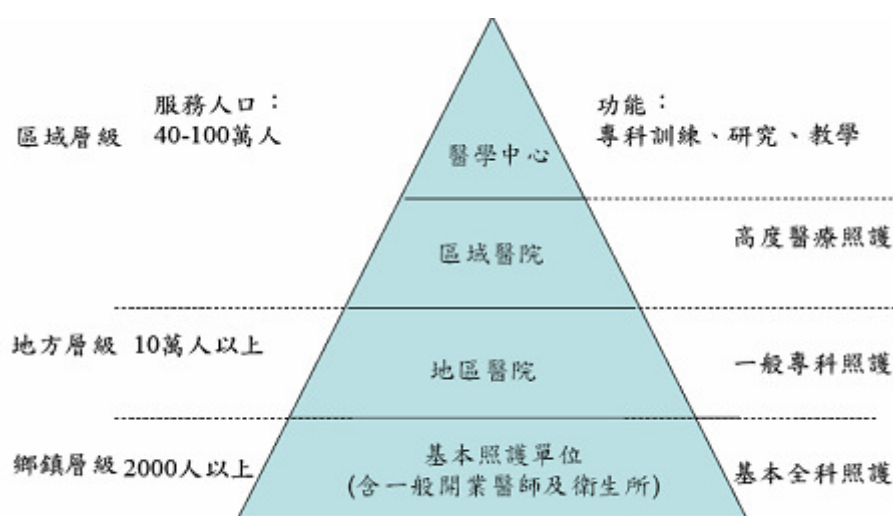 服務人口：
區域層級 40-100萬人
功能：
專科訓練、研究、教學
醫學中心
區域醫院
高度醫療照護
地方層級 10萬人以上
地區醫院
一般專科照護
鄉鎮層級 2000人以上
基本照護單位
(含一般開業醫師及衛生所)
基本全科照護